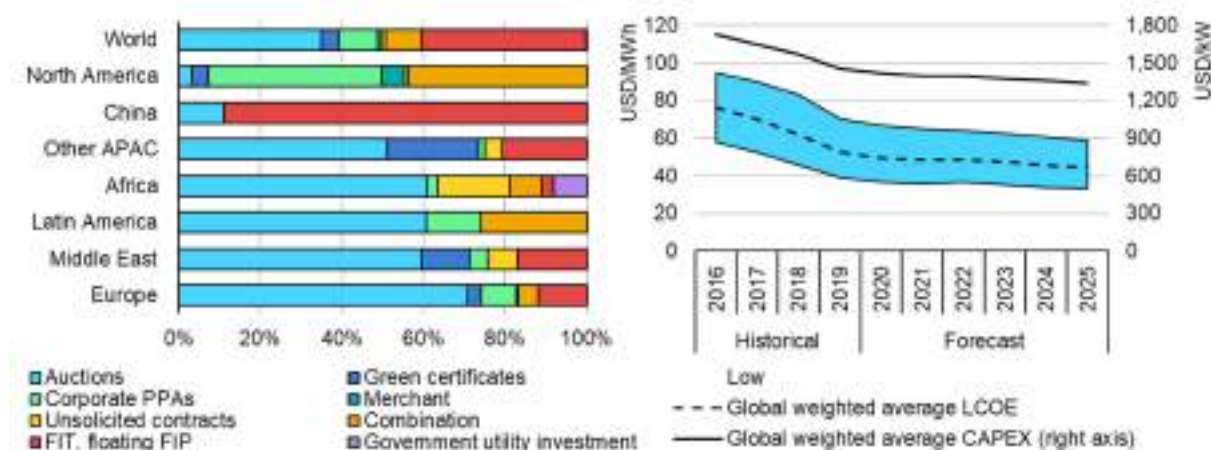 World
North America
China
Other APAC
Africa
Latin America
Middle East
Europe
0% 20% 40% 60% 80% 100%
Auctions Green certificates
Corporate PPAs Merchant
Unsolicited contracts Combination
FIT, floating FIP Government utility investment
USD/MWh
120 1,800
100 1,500
80 1,200
60 900
40 600
20 300
0 0
USD/kW
2016 2017 2018 2019 2020 2021 2022 2023 2024 2025
Historical Forecast
Low
Global weighted average LCOE
Global weighted average CAPEX (right axis)